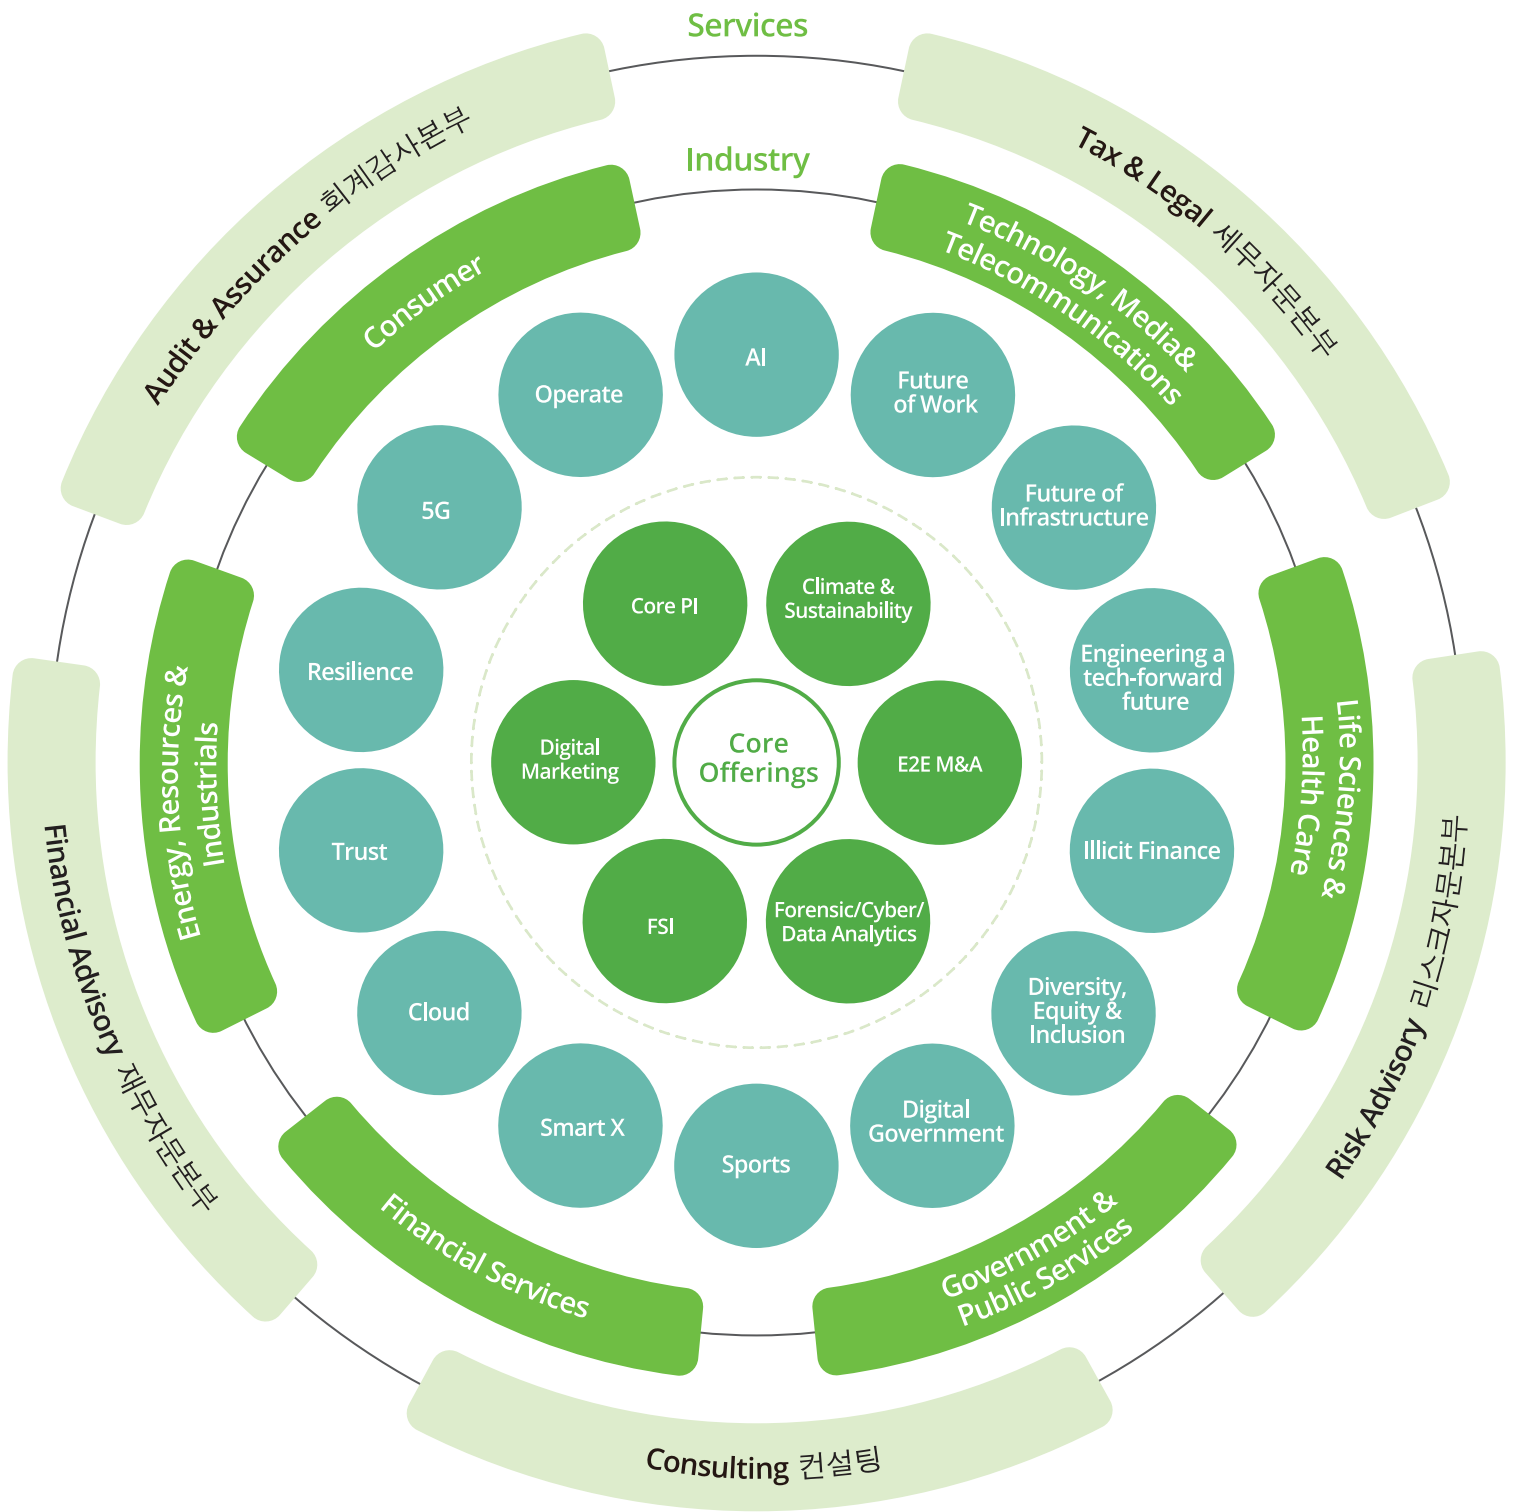 Services
Audit & Assurance 회계감사본부
Tax & Legal 세무자문본부
Risk Advisory 리스크자문본부
Consulting 컨설팅
Financial Advisory 재무자문본부
Industry
Consumer
Technology, Media&
Telecommunications
Life Sciences &
Health Care
Government &
Public Services
Financial Services
Energy, Resources &
Industrials
AI
Future
of Work
Future of
Infrastructure
Engineering a
tech-forward
future
Illicit Finance
Diversity,
Equity &
Inclusion
Digital
Government
Sports
Smart X
Cloud
Trust
Resilience
5G
Operate
Core PI
Climate &
Sustainability
E2E M&A
Forensic/Cyber/
Data Analytics
FSI
Digital
Marketing
Core
Offerings